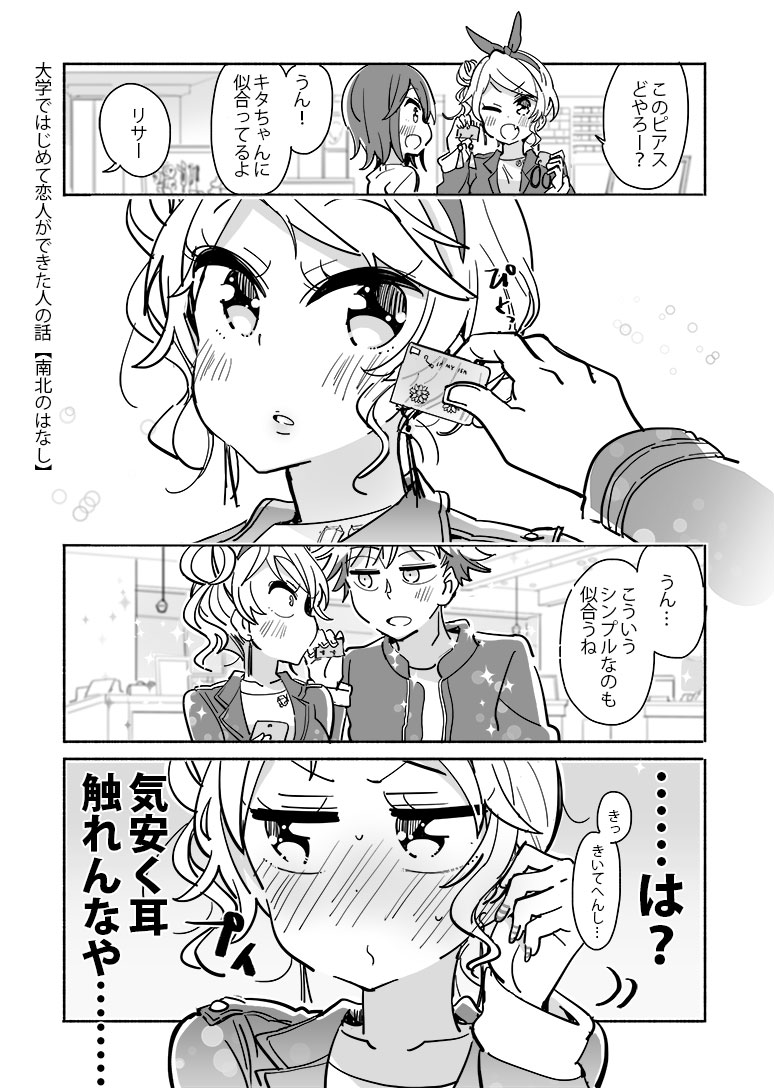 大学ではじめて恋人ができた人の話【南北のはなし】
このピアス
どやろー?
うん!
キタちゃんに
似合ってるよ
リサー
ぴとっ
うん…
こういう
シンプルなのも
似合うね
……は?
きっ
きいてへんし…
気安く耳
触れんなや………
プイ